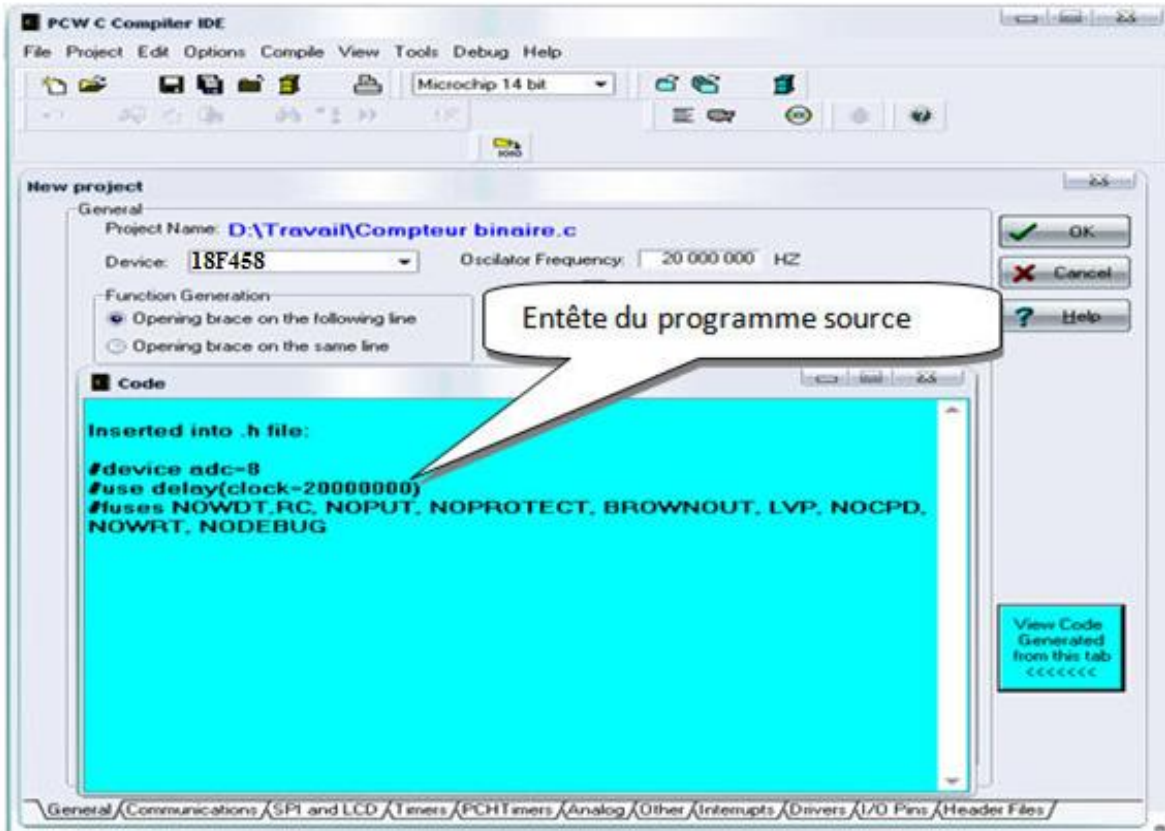 PCW C Compiler IDE
File Project Edit Options Compile View Tools Debug Help
Microchip 14 bit
New project
General
Project Name: D:\Travail\Compteur binaire.c
Device: 18F458
Oscilator Frequency: 20 000 000 HZ
OK
Cancel
Help
Function Generation
Opening brace on the following line
Opening brace on the same line
Entête du programme source
Code
Inserted into .h file:
#device adc=8
#use delay(clock=20000000)
#fuses NOWDT,RC, NOPUT, NOPROTECT, BROWNOUT, LVP, NOCPD,
NOWRT, NODEBUG
View Code
Generated
from this tab
<<<<<<<
General Communications SPI and LCD Timers PCHTimers Analog Other Interrupts Drivers I/O Pins Header Files